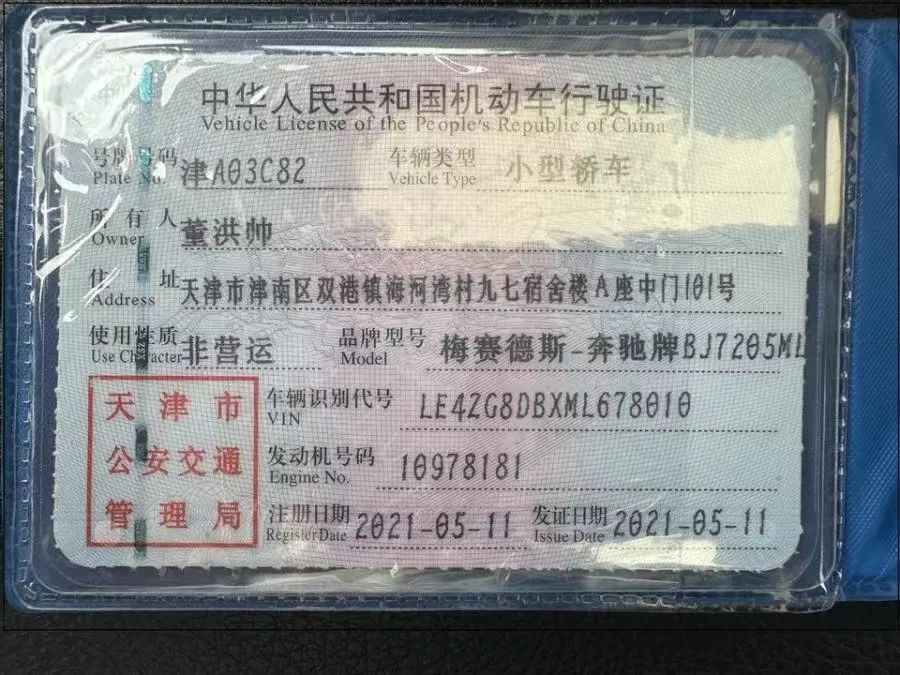 中华人民共和国机动车行驶证
Vehicle License of the People's Republic of China
号牌号码 津A03C82 车辆类型 小型轿车
Plate No. Vehicle Type
所有人 董洪帅
Owner
住址 天津市津南区双港镇海河湾村九七宿舍楼A座中门101号
Address
使用性质 非营运 品牌型号 梅赛德斯-奔驰牌BJ7205ML
Use Character Model
天津市 车辆识别代号 LE4ZG8DBXML678010
VIN
公安交通 发动机号码 10978181
Engine No.
管理局 注册日期 2021-05-11 发证日期 2021-05-11
Register Date Issue Date